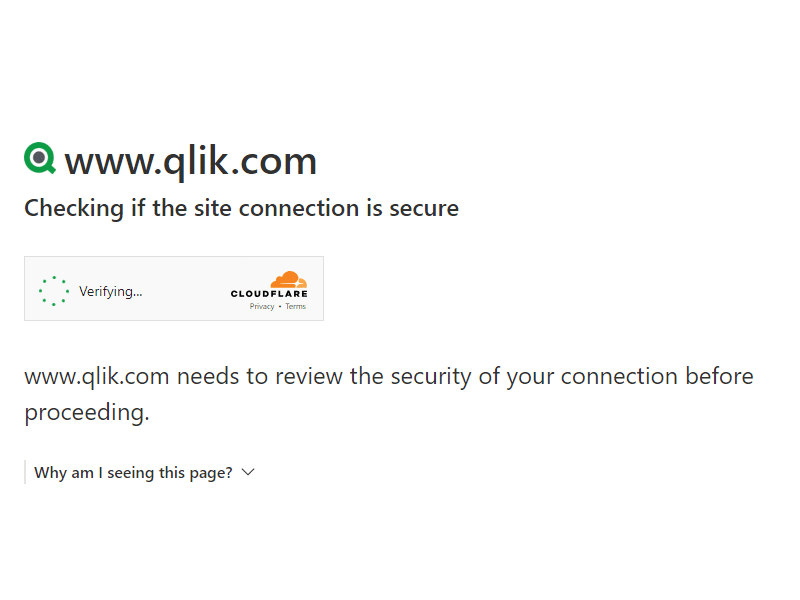 www.qlik.com
Checking if the site connection is secure
Verifying...
CLOUDFLARE
Privacy • Terms
www.qlik.com needs to review the security of your connection before
proceeding.
Why am I seeing this page?